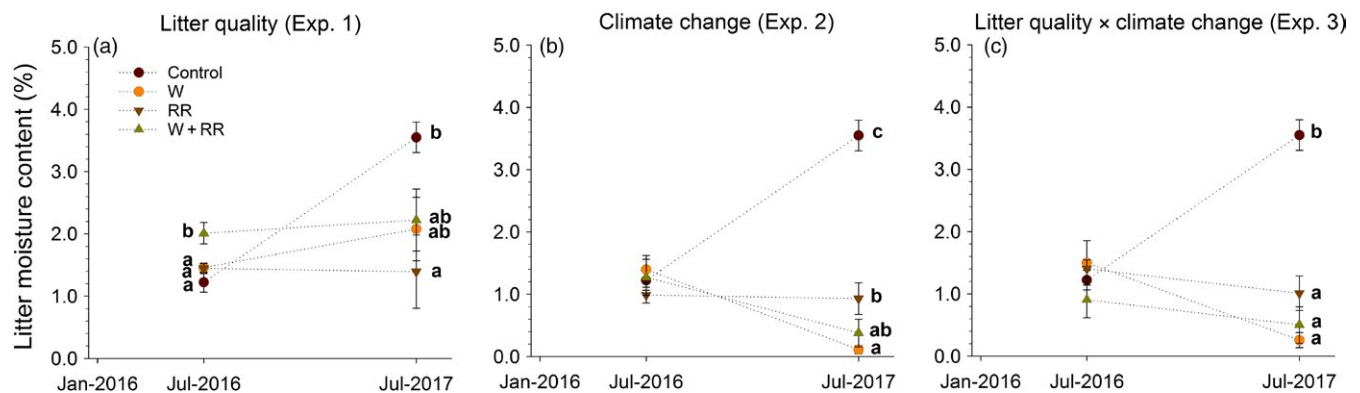 Litter quality (Exp. 1)
Climate change (Exp. 2)
Litter quality × climate change (Exp. 3)
Litter moisture content (%)
(a)
5.0
4.0
3.0
2.0
1.0
0.0
Control
W
RR
W + RR
b
a
a
a
b
ab
ab
a
Jan-2016
Jul-2016
Jul-2017
(b)
5.0
4.0
3.0
2.0
1.0
0.0
c
b
ab
a
Jan-2016
Jul-2016
Jul-2017
(c)
5.0
4.0
3.0
2.0
1.0
0.0
b
a
a
a
Jan-2016
Jul-2016
Jul-2017